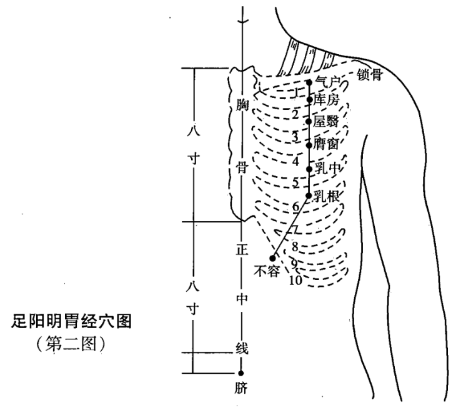 锁骨
气户
1
库房
胸
2
屋翳
八
3
膺窗
寸
4
乳中
骨
5
乳根
6
7
正
8
不容
9
10
八
寸
中
足阳明胃经穴图
(第二图)
线
脐